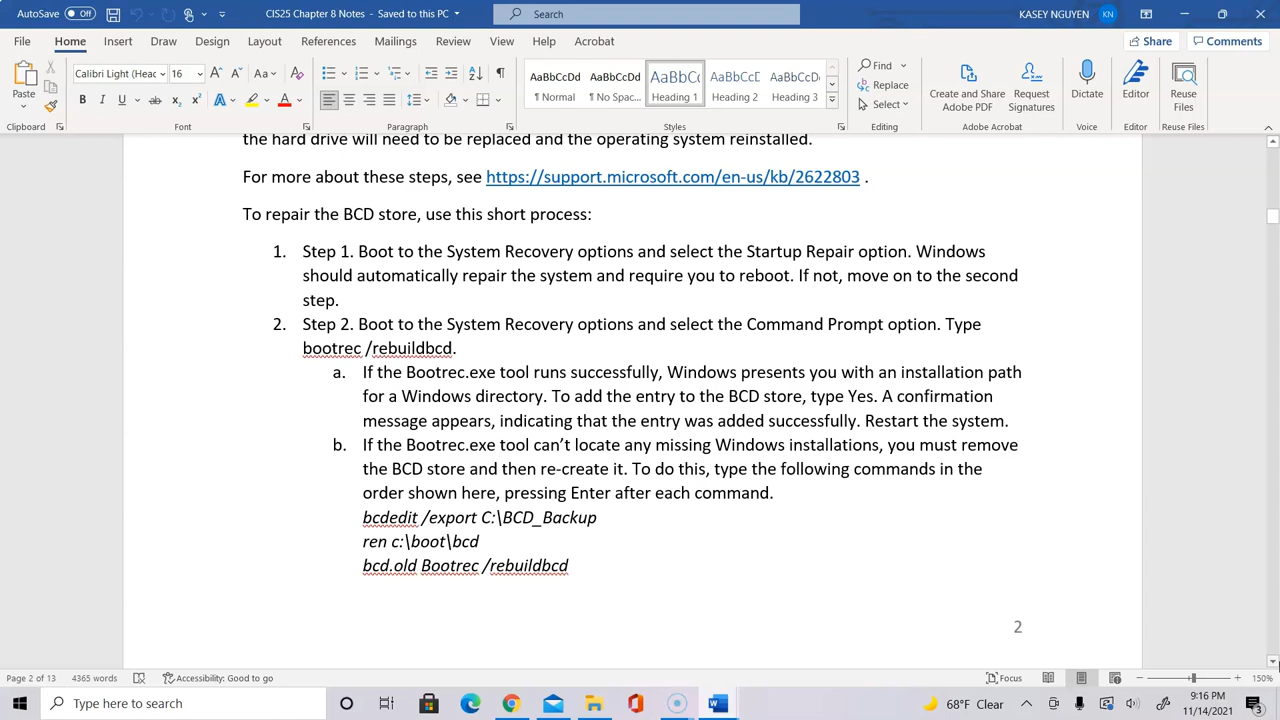 AutoSave Off CIS25 Chapter 8 Notes - Saved to this PC Search KASEY NGUYEN KN
File Home Insert Draw Design Layout References Mailings Review View Help Acrobat Share Comments
Paste
Clipboard
Calibri Light (Head 16
Font
Paragraph
AaBbCcDd AaBbCcDd AaBbCc AaBbCcD AaBbCcD
¶ Normal ¶ No Spac... Heading 1 Heading 2 Heading 3
Styles
Find
Replace
Select
Editing
Create and Share
Adobe PDF
Request
Signatures
Adobe Acrobat
Dictate
Voice
Editor
Editor
Reuse
Files
Reuse Files
the hard drive will need to be replaced and the operating system reinstalled.
For more about these steps, see https://support.microsoft.com/en-us/kb/2622803 .
To repair the BCD store, use this short process:
1. Step 1. Boot to the System Recovery options and select the Startup Repair option. Windows
should automatically repair the system and require you to reboot. If not, move on to the second
step.
2. Step 2. Boot to the System Recovery options and select the Command Prompt option. Type
bootrec /rebuildbcd.
a. If the Bootrec.exe tool runs successfully, Windows presents you with an installation path
for a Windows directory. To add the entry to the BCD store, type Yes. A confirmation
message appears, indicating that the entry was added successfully. Restart the system.
b. If the Bootrec.exe tool can’t locate any missing Windows installations, you must remove
the BCD store and then re-create it. To do this, type the following commands in the
order shown here, pressing Enter after each command.
bcdedit /export C:\BCD_Backup
ren c:\boot\bcd
bcd.old Bootrec /rebuildbcd
2
Page 2 of 13 4365 words Accessibility: Good to go Focus 150%
Type here to search 68°F Clear 9:16 PM
11/14/2021 3